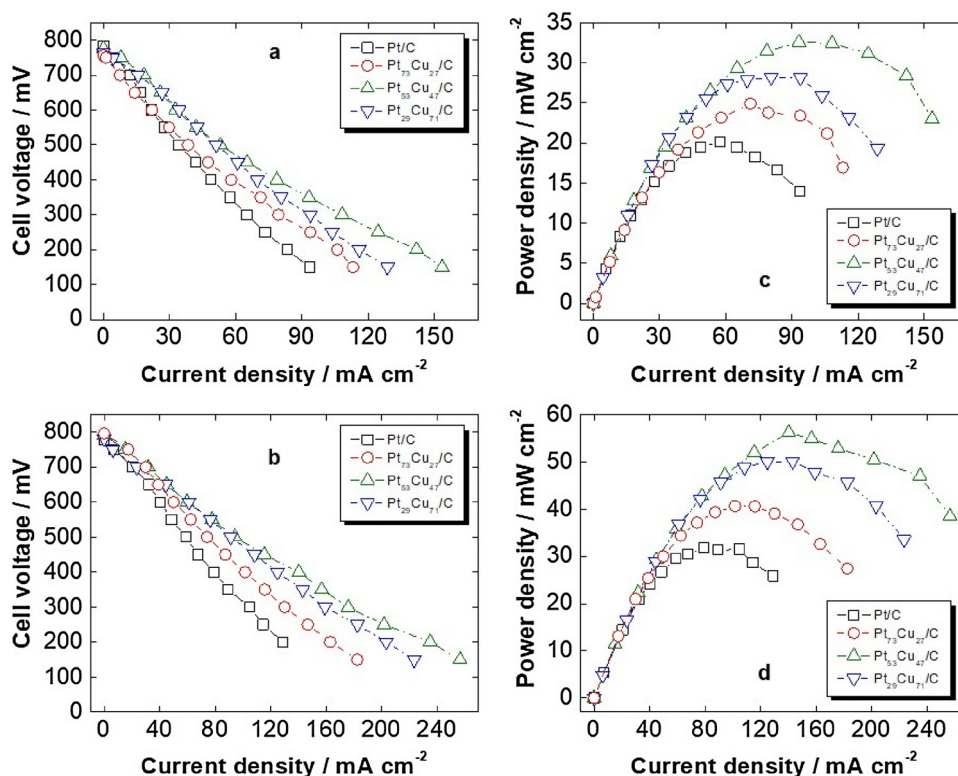 800
700
600
500
400
300
200
100
0
Cell voltage / mV
a
Pt/C
Pt₇₃Cu₂₇/C
Pt₅₃Cu₄₇/C
Pt₂₉Cu₇₁/C
0 30 60 90 120 150
Current density / mA cm⁻²
35
30
25
20
15
10
5
0
Power density / mW cm⁻²
c
Pt/C
Pt₇₃Cu₂₇/C
Pt₅₃Cu₄₇/C
Pt₂₉Cu₇₁/C
0 30 60 90 120 150
Current density / mA cm⁻²
800
700
600
500
400
300
200
100
0
Cell voltage / mV
b
Pt/C
Pt₇₃Cu₂₇/C
Pt₅₃Cu₄₇/C
Pt₂₉Cu₇₁/C
0 40 80 120 160 200 240
Current density / mA cm⁻²
60
50
40
30
20
10
0
Power density / mW cm⁻²
d
Pt/C
Pt₇₃Cu₂₇/C
Pt₅₃Cu₄₇/C
Pt₂₉Cu₇₁/C
0 40 80 120 160 200 240
Current density / mA cm⁻²